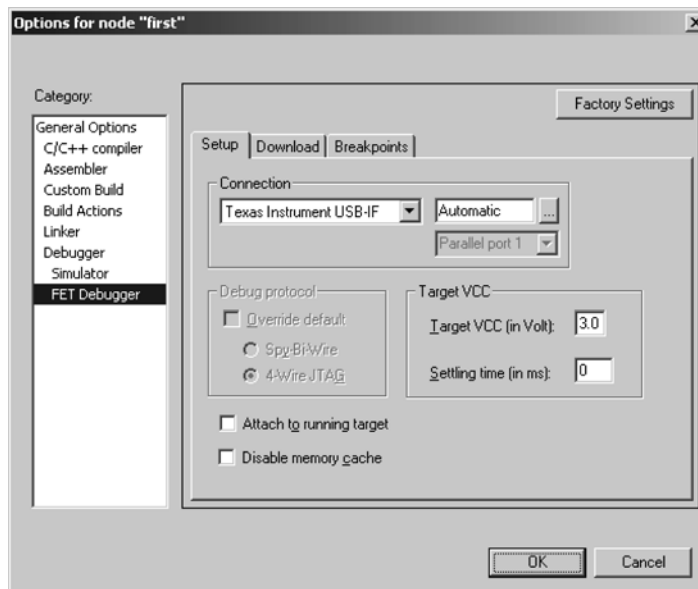 Options for node "first"
Category:
Factory Settings
General Options
C/C++ compiler
Assembler
Custom Build
Build Actions
Linker
Debugger
Simulator
FET Debugger
Setup Download Breakpoints
Connection
Texas Instrument USB-IF Automatic ...
Parallel port 1
Debug protocol
Override default
Spy-Bi-Wire
4-Wire JTAG
Target VCC
Target VCC (in Volt): 3.0
Settling time (in ms): 0
Attach to running target
Disable memory cache
OK Cancel